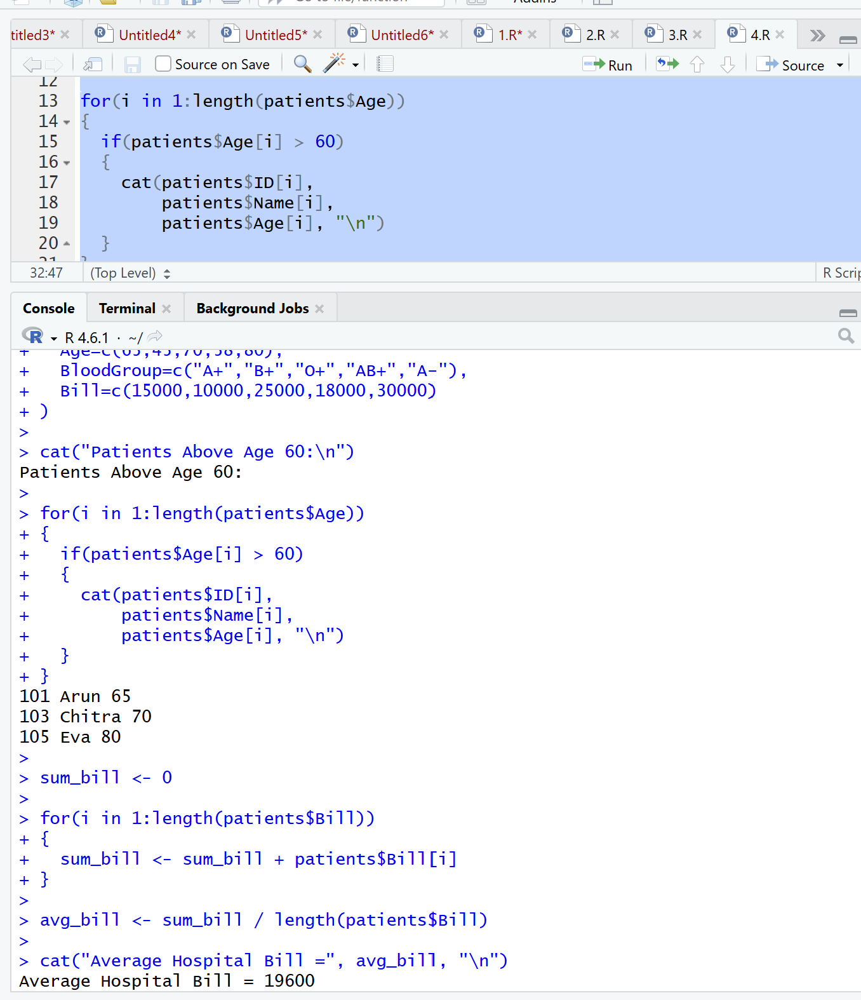 Addins
titled3* Untitled4* Untitled5* Untitled6* 1.R* 2.R 3.R 4.R
Source on Save Run Source
12
13 for(i in 1:length(patients$Age))
14 {
15 if(patients$Age[i] > 60)
16 {
17 cat(patients$ID[i],
18 patients$Name[i],
19 patients$Age[i], "\n")
20 }
21 }
32:47 (Top Level) R Scrip
Console Terminal Background Jobs
R 4.6.1 · ~/
+ Age=c(65,45,70,58,80),
+ BloodGroup=c("A+","B+","O+","AB+","A-"),
+ Bill=c(15000,10000,25000,18000,30000)
+ )
>
> cat("Patients Above Age 60:\n")
Patients Above Age 60:
>
> for(i in 1:length(patients$Age))
+ {
+ if(patients$Age[i] > 60)
+ {
+ cat(patients$ID[i],
+ patients$Name[i],
+ patients$Age[i], "\n")
+ }
+ }
101 Arun 65
103 Chitra 70
105 Eva 80
>
> sum_bill <- 0
>
> for(i in 1:length(patients$Bill))
+ {
+ sum_bill <- sum_bill + patients$Bill[i]
+ }
>
> avg_bill <- sum_bill / length(patients$Bill)
>
> cat("Average Hospital Bill =", avg_bill, "\n")
Average Hospital Bill = 19600